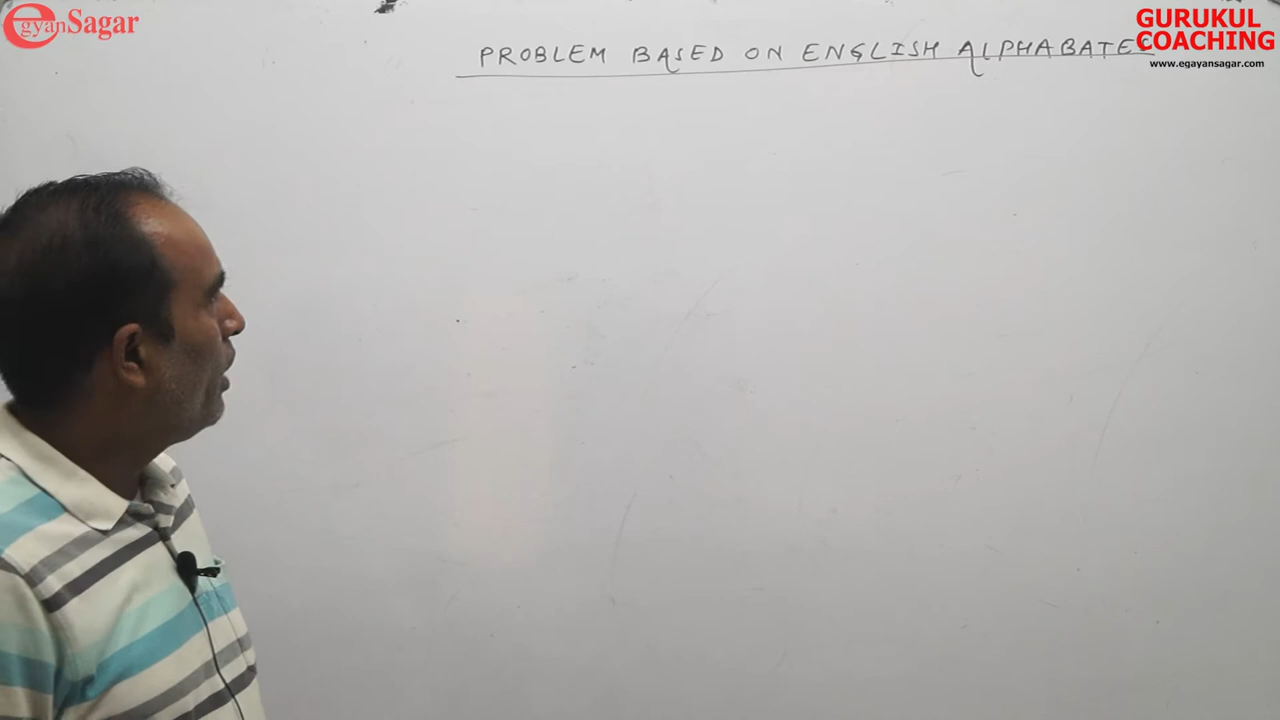 egyanSagar
PROBLEM BASED ON ENGLISH ALPHABATES
GURUKUL
COACHING
www.egayansagar.com